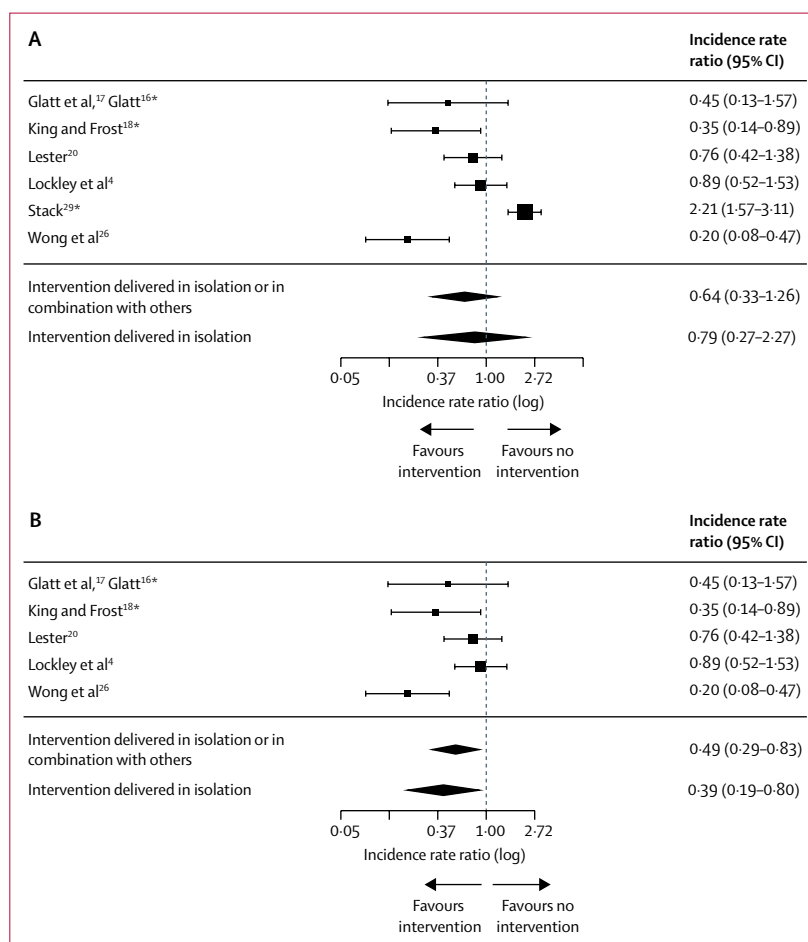 A
Incidence rate
ratio (95% CI)
Glatt et al,¹⁷ Glatt¹⁶* 0·45 (0·13–1·57)
King and Frost¹⁸* 0·35 (0·14–0·89)
Lester²⁰ 0·76 (0·42–1·38)
Lockley et al⁴ 0·89 (0·52–1·53)
Stack²⁹* 2·21 (1·57–3·11)
Wong et al²⁶ 0·20 (0·08–0·47)
Intervention delivered in isolation or in
combination with others 0·64 (0·33–1·26)
Intervention delivered in isolation 0·79 (0·27–2·27)
0·05 0·37 1·00 2·72
Incidence rate ratio (log)
Favours
intervention
Favours no
intervention
B
Incidence rate
ratio (95% CI)
Glatt et al,¹⁷ Glatt¹⁶* 0·45 (0·13–1·57)
King and Frost¹⁸* 0·35 (0·14–0·89)
Lester²⁰ 0·76 (0·42–1·38)
Lockley et al⁴ 0·89 (0·52–1·53)
Wong et al²⁶ 0·20 (0·08–0·47)
Intervention delivered in isolation or in
combination with others 0·49 (0·29–0·83)
Intervention delivered in isolation 0·39 (0·19–0·80)
0·05 0·37 1·00 2·72
Incidence rate ratio (log)
Favours
intervention
Favours no
intervention